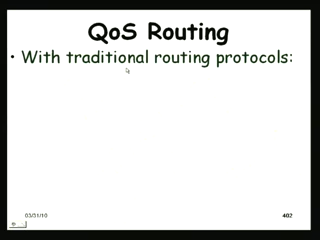 QoS Routing
• With traditional routing protocols:
03/31/10
402